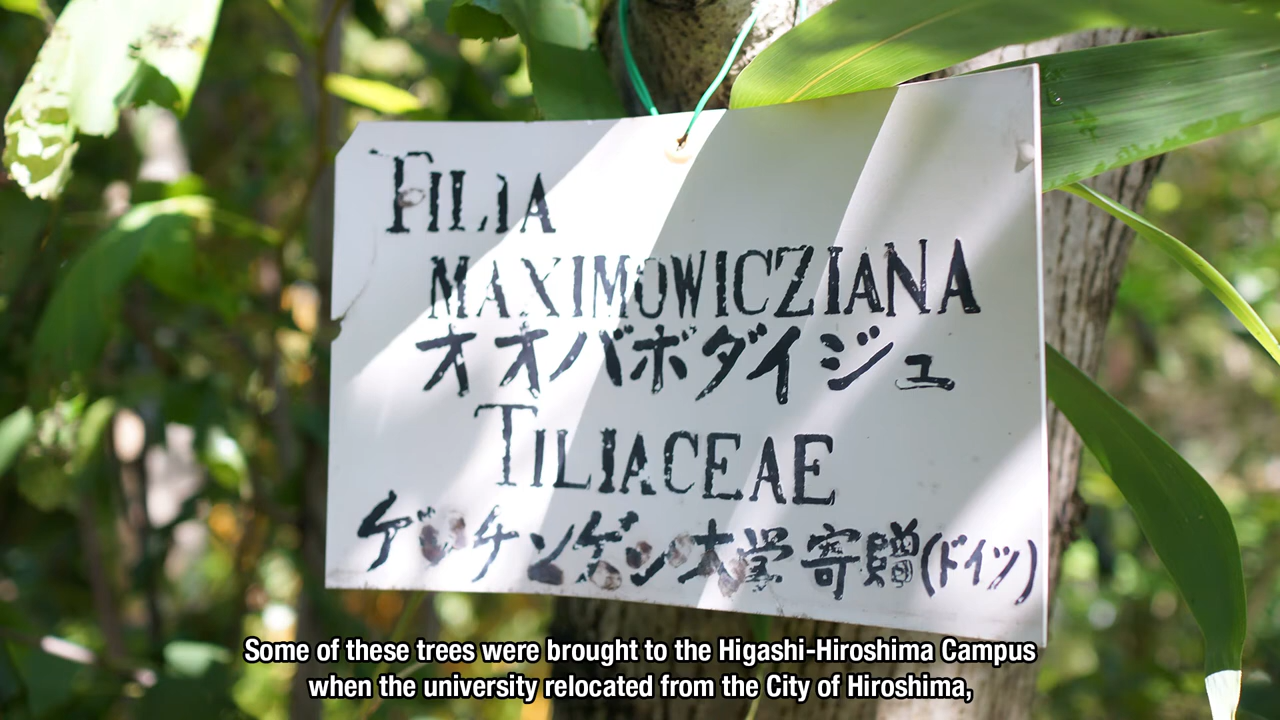 TILIA
MAXIMOWICZIANA
オオバボダイジュ
TILIACEAE
ゲッチンゲン大学寄贈(ドイツ)
Some of these trees were brought to the Higashi-Hiroshima Campus
when the university relocated from the City of Hiroshima,